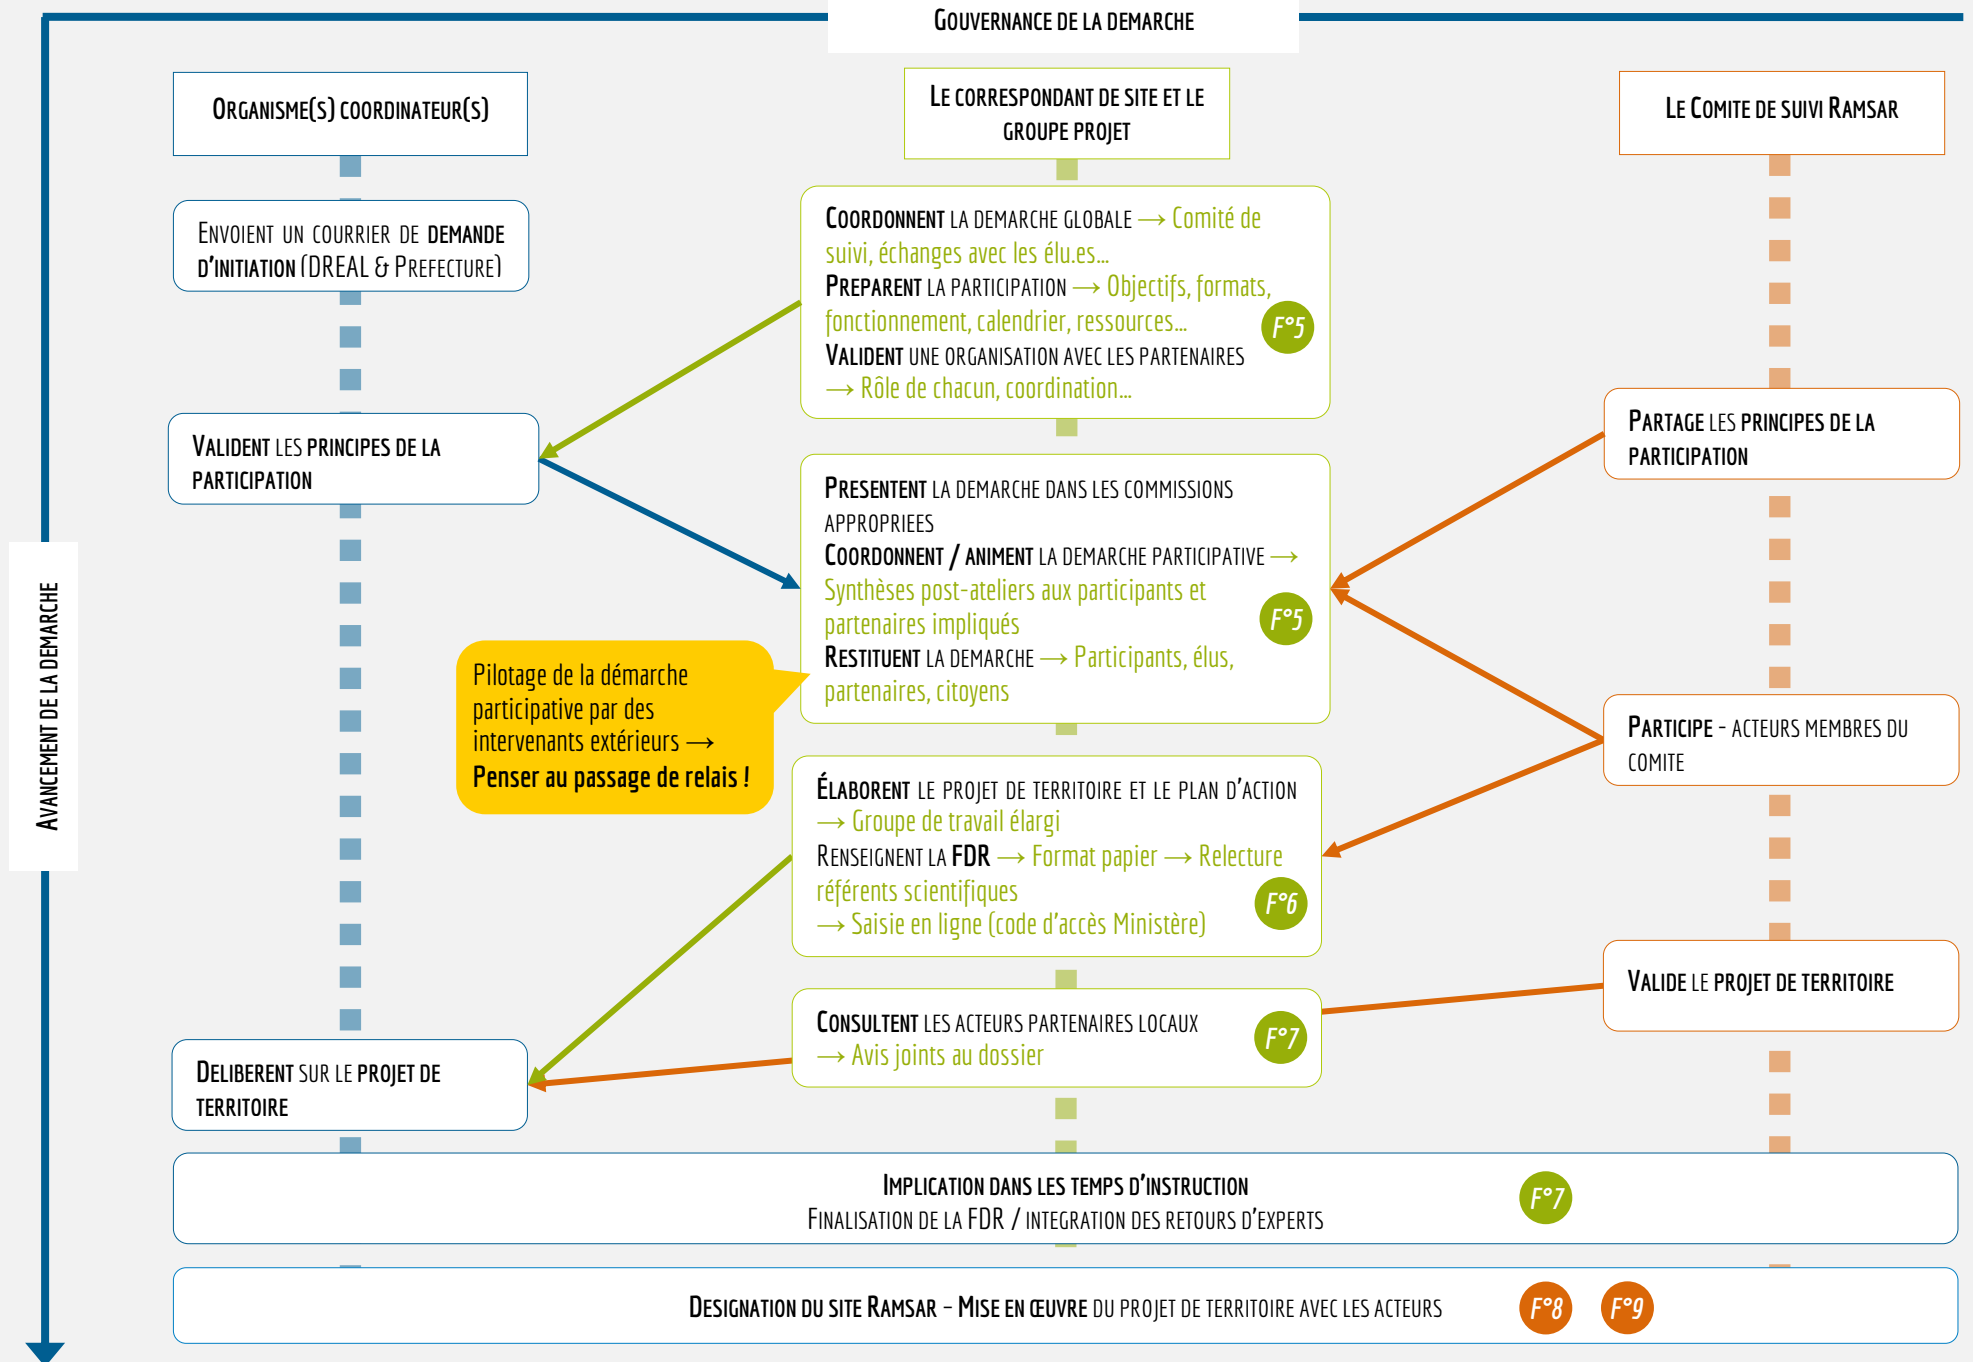 GOUVERNANCE DE LA DEMARCHE
AVANCEMENT DE LA DEMARCHE
ORGANISME(S) COORDINATEUR(S)
LE CORRESPONDANT DE SITE ET LE
GROUPE PROJET
LE COMITE DE SUIVI RAMSAR
ENVOIENT UN COURRIER DE DEMANDE
D'INITIATION (DREAL & PREFECTURE)
COORDONNENT LA DEMARCHE GLOBALE → Comité de
suivi, échanges avec les élu.es...
PREPARENT LA PARTICIPATION → Objectifs, formats,
fonctionnement, calendrier, ressources...
F°5
VALIDENT UNE ORGANISATION AVEC LES PARTENAIRES
→ Rôle de chacun, coordination...
VALIDENT LES PRINCIPES DE LA
PARTICIPATION
PARTAGE LES PRINCIPES DE LA
PARTICIPATION
PRESENTENT LA DEMARCHE DANS LES COMMISSIONS
APPROPRIEES
COORDONNENT / ANIMENT LA DEMARCHE PARTICIPATIVE →
Synthèses post-ateliers aux participants et
partenaires impliqués
F°5
RESTITUENT LA DEMARCHE → Participants, élus,
partenaires, citoyens
Pilotage de la démarche
participative par des
intervenants extérieurs →
Penser au passage de relais !
PARTICIPE - ACTEURS MEMBRES DU
COMITE
ÉLABORENT LE PROJET DE TERRITOIRE ET LE PLAN D'ACTION
→ Groupe de travail élargi
RENSEIGNENT LA FDR → Format papier → Relecture
référents scientifiques
→ Saisie en ligne (code d'accès Ministère)
F°6
VALIDE LE PROJET DE TERRITOIRE
CONSULTENT LES ACTEURS PARTENAIRES LOCAUX
→ Avis joints au dossier
F°7
DELIBERENT SUR LE PROJET DE
TERRITOIRE
IMPLICATION DANS LES TEMPS D'INSTRUCTION
FINALISATION DE LA FDR / INTEGRATION DES RETOURS D'EXPERTS
F°7
DESIGNATION DU SITE RAMSAR – MISE EN ŒUVRE DU PROJET DE TERRITOIRE AVEC LES ACTEURS
F°8 F°9